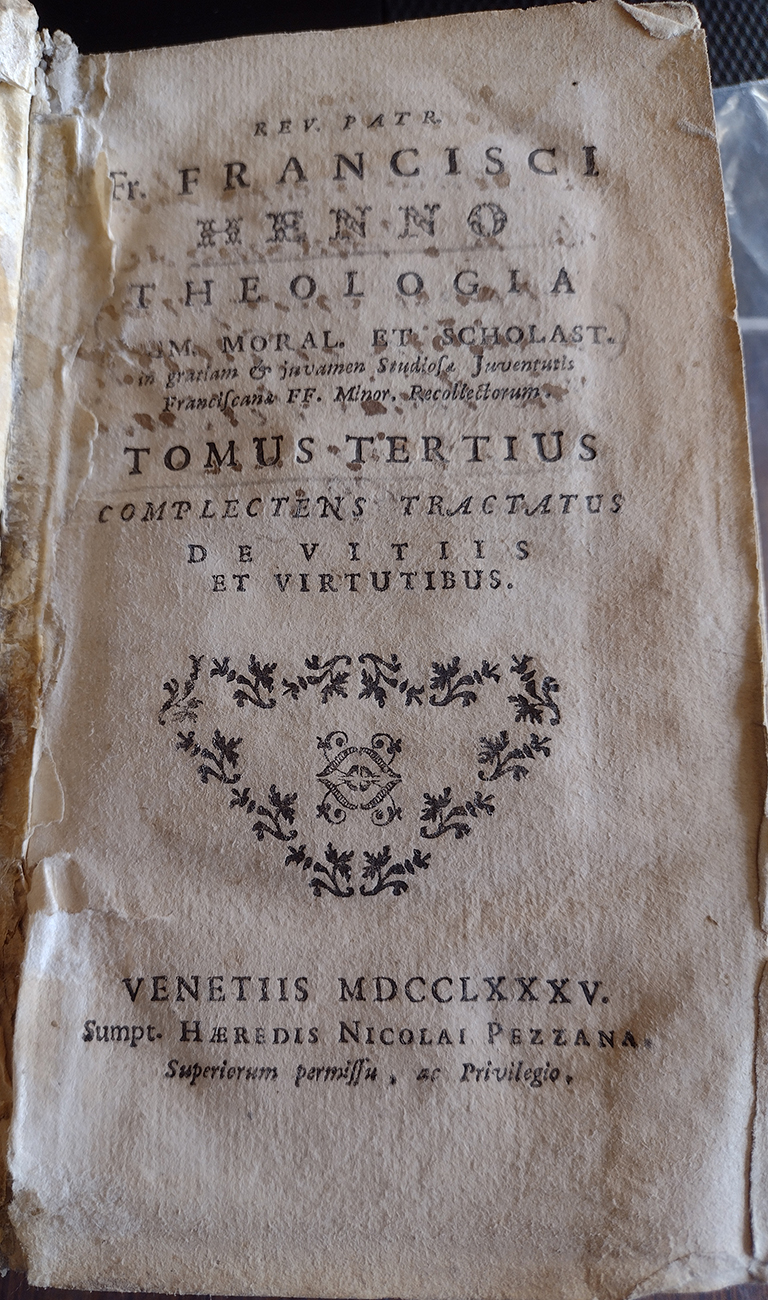 REV. PATR.
Fr. FRANCISCI
HENNO
THEOLOGIA
MORAL. ET SCHOLAST.
in gratiam & juvamen Studioſæ Juventutis
Franciſcanæ FF. Minor. Recollectorum.
TOMUS TERTIUS
COMPLECTENS TRACTATUS
DE VITIIS
ET VIRTUTIBUS.
VENETIIS MDCCLXXXV.
Sumpt. HÆREDIS NICOLAI PEZZANA.
Superiorum permiſſu, ac Privilegio.